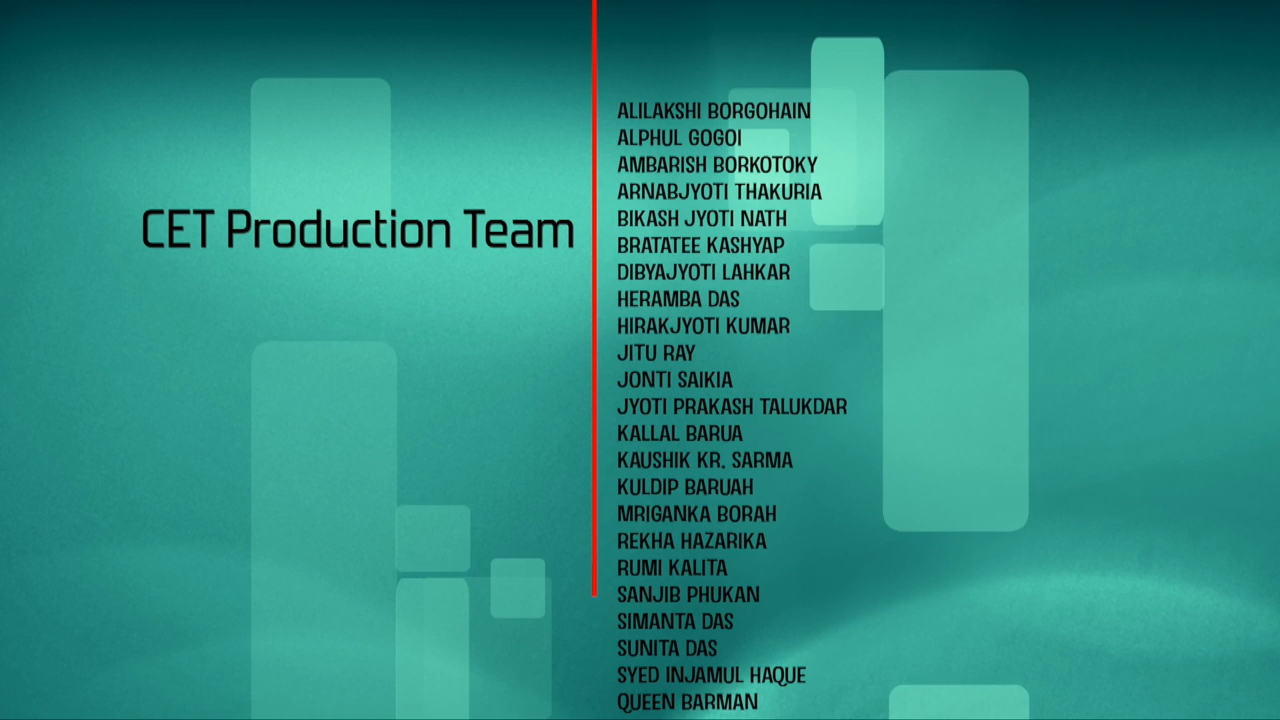 CET Production Team
ALILAKSHI BORGOHAIN
ALPHUL GOGOI
AMBARISH BORKOTOKY
ARNABJYOTI THAKURIA
BIKASH JYOTI NATH
BRATATEE KASHYAP
DIBYAJYOTI LAHKAR
HERAMBA DAS
HIRAKJYOTI KUMAR
JITU RAY
JONTI SAIKIA
JYOTI PRAKASH TALUKDAR
KALLAL BARUA
KAUSHIK KR. SARMA
KULDIP BARUAH
MRIGANKA BORAH
REKHA HAZARIKA
RUMI KALITA
SANJIB PHUKAN
SIMANTA DAS
SUNITA DAS
SYED INJAMUL HAQUE
QUEEN BARMAN